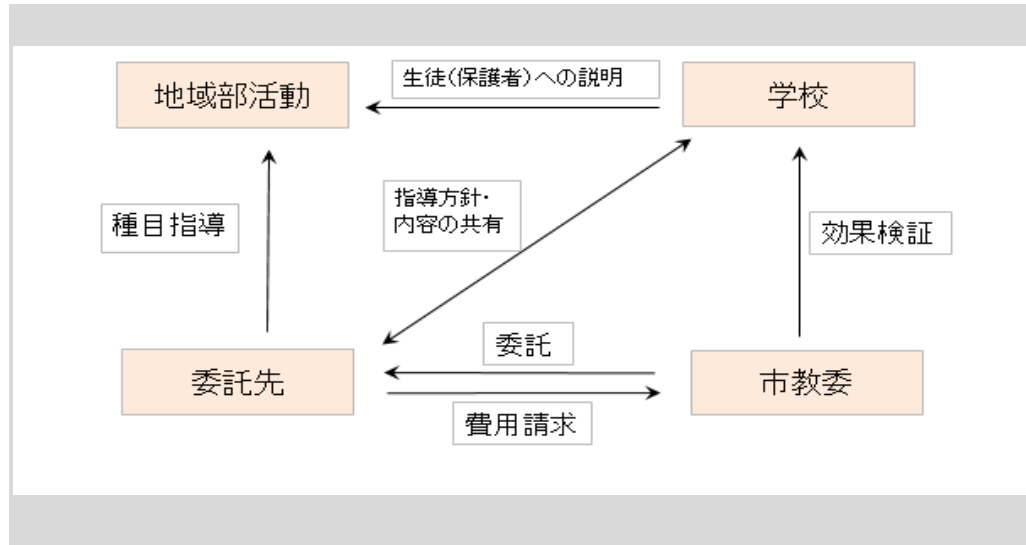 地域部活動
生徒(保護者)への説明
学校
種目指導
指導方針・
内容の共有
効果検証
委託先
委託
市教委
費用請求